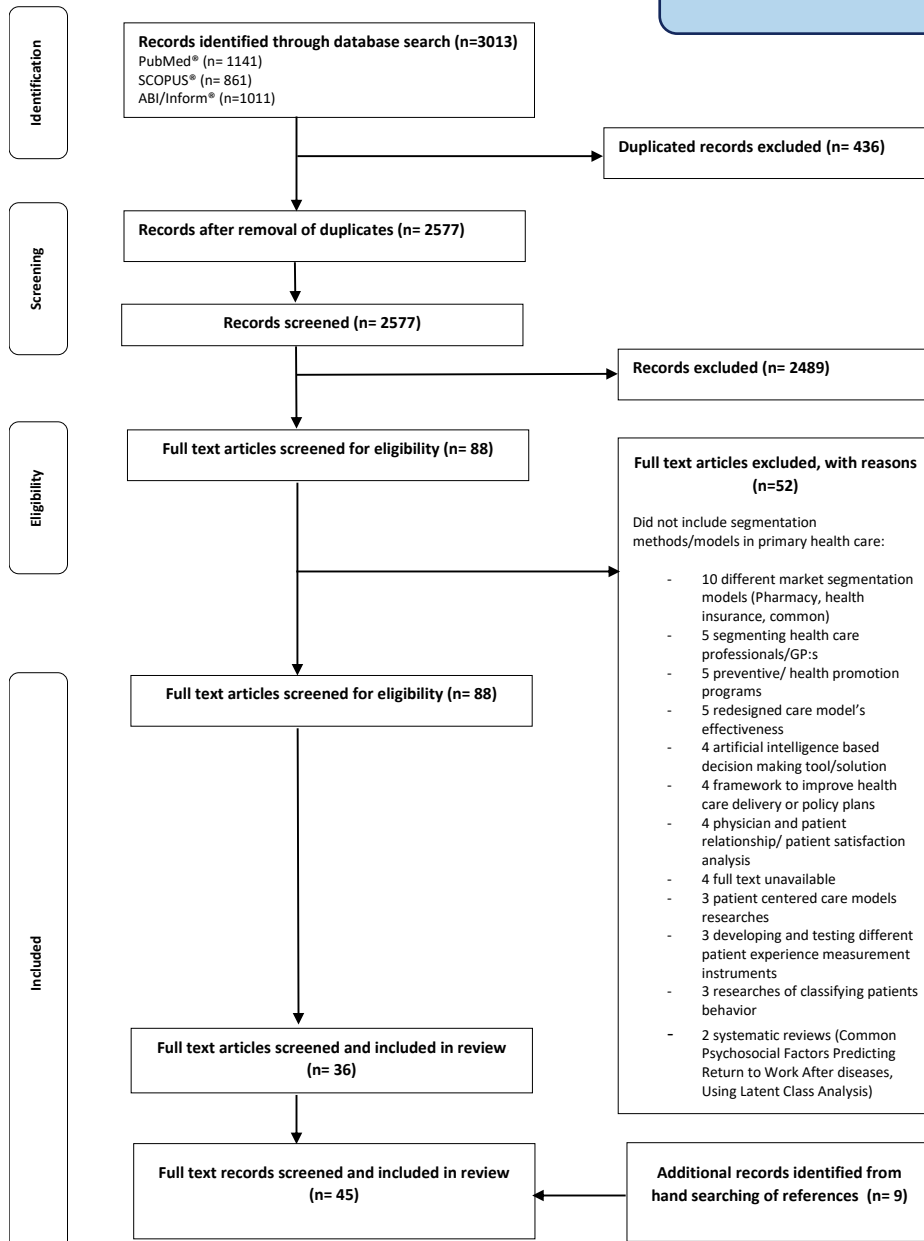 Identification
Records identified through database search (n=3013)
PubMed® (n= 1141)
SCOPUS® (n= 861)
ABI/Inform® (n=1011)
Duplicated records excluded (n= 436)
Screening
Records after removal of duplicates (n= 2577)
Records screened (n= 2577)
Records excluded (n= 2489)
Eligibility
Full text articles screened for eligibility (n= 88)
Full text articles excluded, with reasons
(n=52)
Did not include segmentation
methods/models in primary health care:
- 10 different market segmentation
models (Pharmacy, health
insurance, common)
- 5 segmenting health care
professionals/GP:s
- 5 preventive/ health promotion
programs
- 5 redesigned care model’s
effectiveness
- 4 artificial intelligence based
decision making tool/solution
- 4 framework to improve health
care delivery or policy plans
- 4 physician and patient
relationship/ patient satisfaction
analysis
- 4 full text unavailable
- 3 patient centered care models
researches
- 3 developing and testing different
patient experience measurement
instruments
- 3 researches of classifying patients
behavior
- 2 systematic reviews (Common
Psychosocial Factors Predicting
Return to Work After diseases,
Using Latent Class Analysis)
Included
Full text articles screened for eligibility (n= 88)
Full text articles screened and included in review
(n= 36)
Full text records screened and included in review
(n= 45)
Additional records identified from
hand searching of references (n= 9)